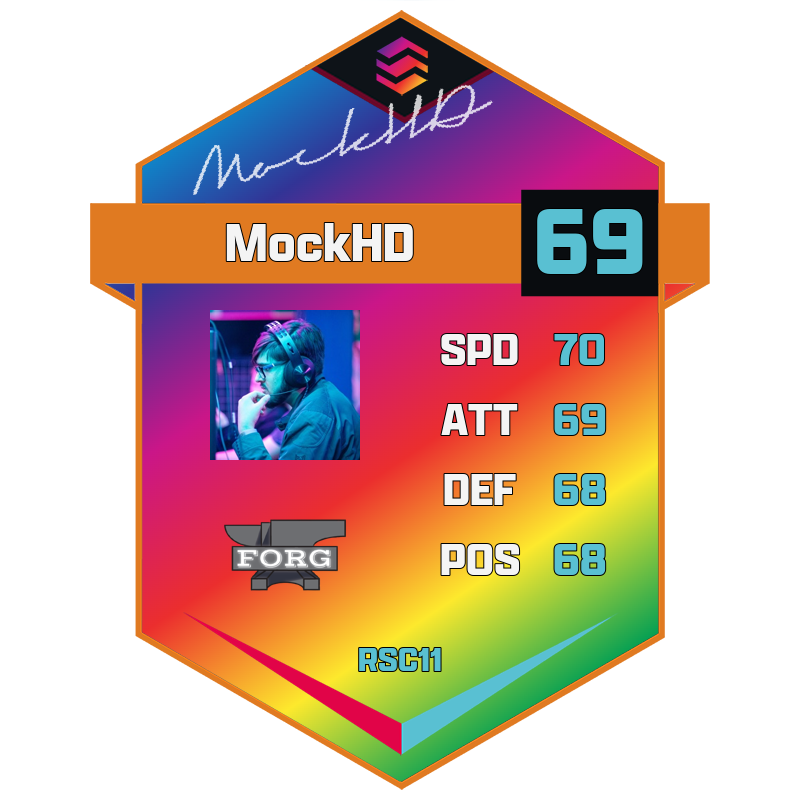 MockHD
MockHD
69
SPD 70
ATT 69
DEF 68
POS 68
FORG
RSC11